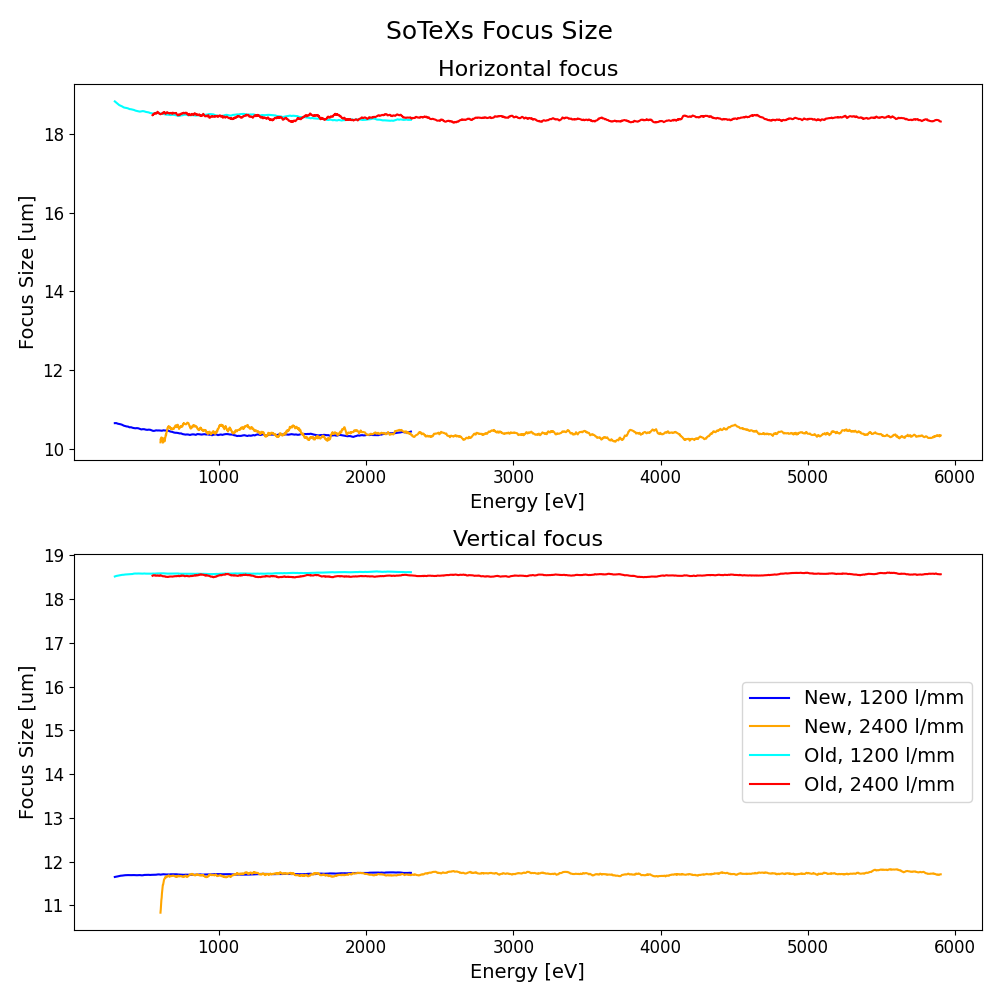 SoTeXs Focus Size
Horizontal focus
Focus Size [um]
18
16
14
12
10
1000 2000 3000 4000 5000 6000
Energy [eV]
Vertical focus
Focus Size [um]
19
18
17
16
15
14
13
12
11
New, 1200 l/mm
New, 2400 l/mm
Old, 1200 l/mm
Old, 2400 l/mm
1000 2000 3000 4000 5000 6000
Energy [eV]